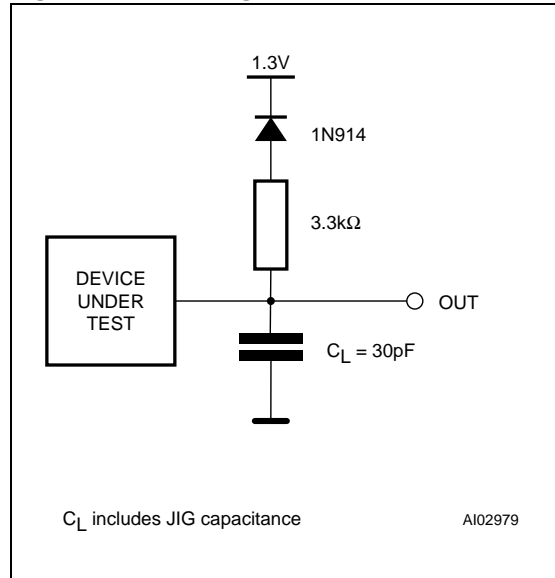 1.3V
1N914
3.3kΩ
DEVICE
UNDER
TEST
OUT
CL = 30pF
CL includes JIG capacitance
AI02979